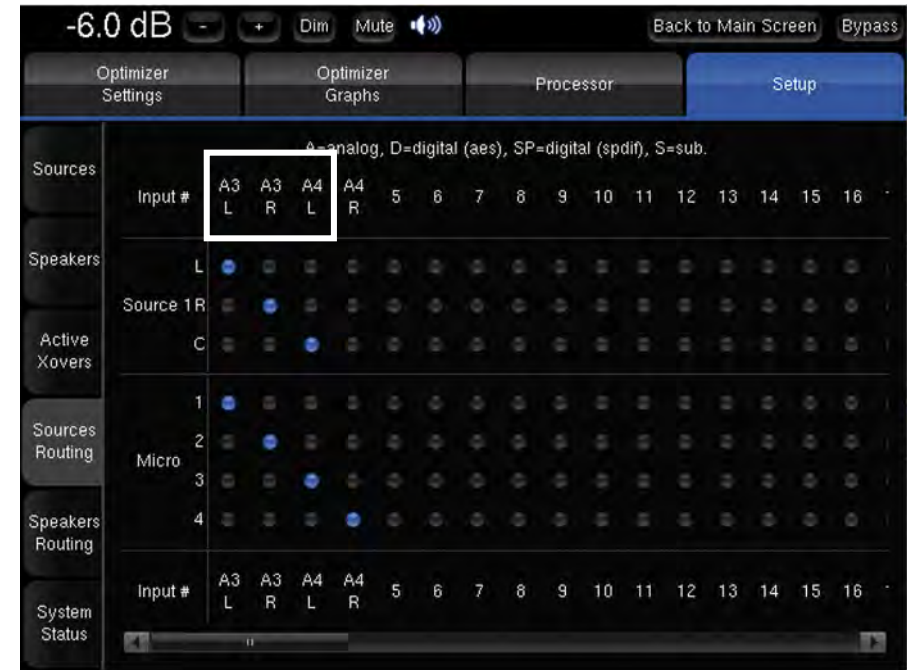 -6.0 dB - + Dim Mute Back to Main Screen Bypass
Optimizer Settings Optimizer Graphs Processor Setup
A=analog, D=digital (aes), SP=digital (spdif), S=sub.
Sources
Input # A3 L A3 R A4 L A4 R 5 6 7 8 9 10 11 12 13 14 15 16
Speakers
L
Source 1 R
C
Active Xovers
1
Sources Routing
2
Micro
3
4
Speakers Routing
Input # A3 L A3 R A4 L A4 R 5 6 7 8 9 10 11 12 13 14 15 16
System Status